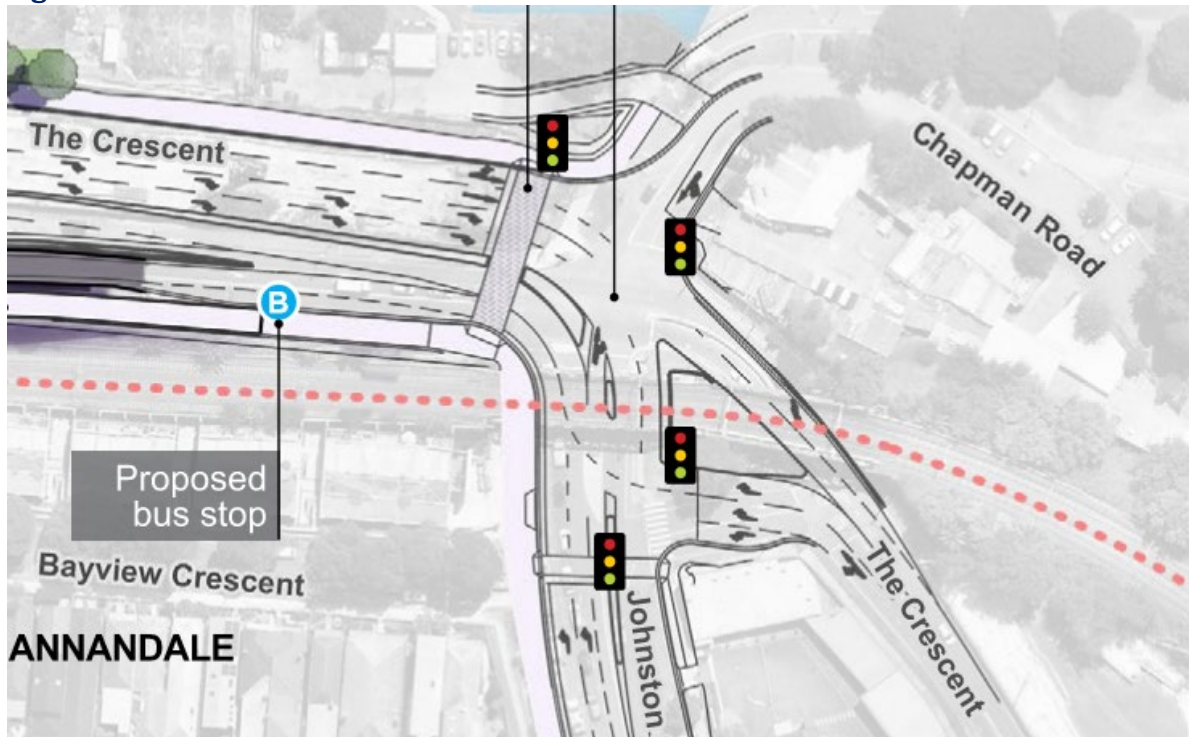 The Crescent
Chapman Road
B
Proposed
bus stop
Bayview Crescent
ANNANDALE
Johnston
The Crescent